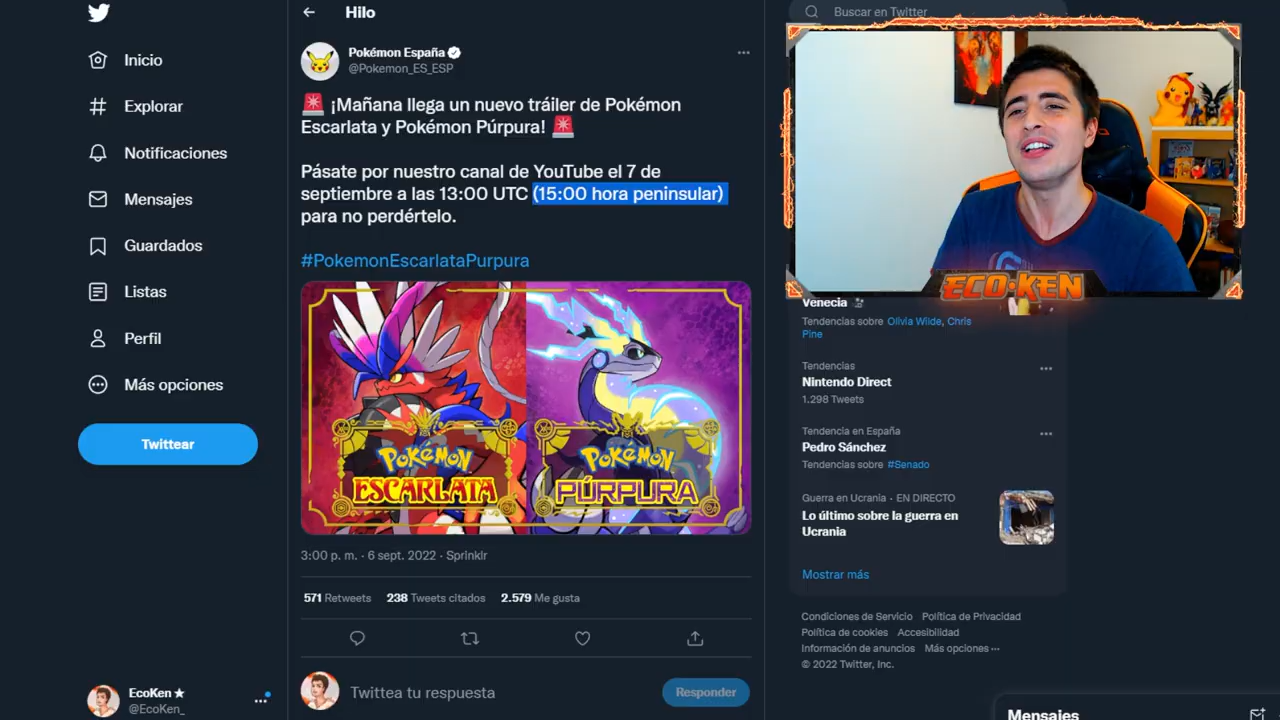 Inicio
Explorar
Notificaciones
Mensajes
Guardados
Listas
Perfil
Más opciones
Twittear
EcoKen ★
@EcoKen_
Hilo
Pokémon España
@Pokemon_ES_ESP
🚨 ¡Mañana llega un nuevo tráiler de Pokémon
Escarlata y Pokémon Púrpura! 🚨
Pásate por nuestro canal de YouTube el 7 de
septiembre a las 13:00 UTC (15:00 hora peninsular)
para no perdértelo.
#PokemonEscarlataPurpura
POKÉMON
ESCARLATA
POKÉMON
PÚRPURA
3:00 p. m. · 6 sept. 2022 · Sprinklr
571 Retweets 238 Tweets citados 2.579 Me gusta
Twittea tu respuesta
Responder
Buscar en Twitter
ECO·KEN
Venecia
Tendencias sobre Olivia Wilde, Chris
Pine
Tendencias
Nintendo Direct
1.298 Tweets
Tendencia en España
Pedro Sánchez
Tendencias sobre #Senado
Guerra en Ucrania · EN DIRECTO
Lo último sobre la guerra en
Ucrania
Mostrar más
Condiciones de Servicio Política de Privacidad
Política de cookies Accesibilidad
Información de anuncios Más opciones ···
© 2022 Twitter, Inc.
Mensajes